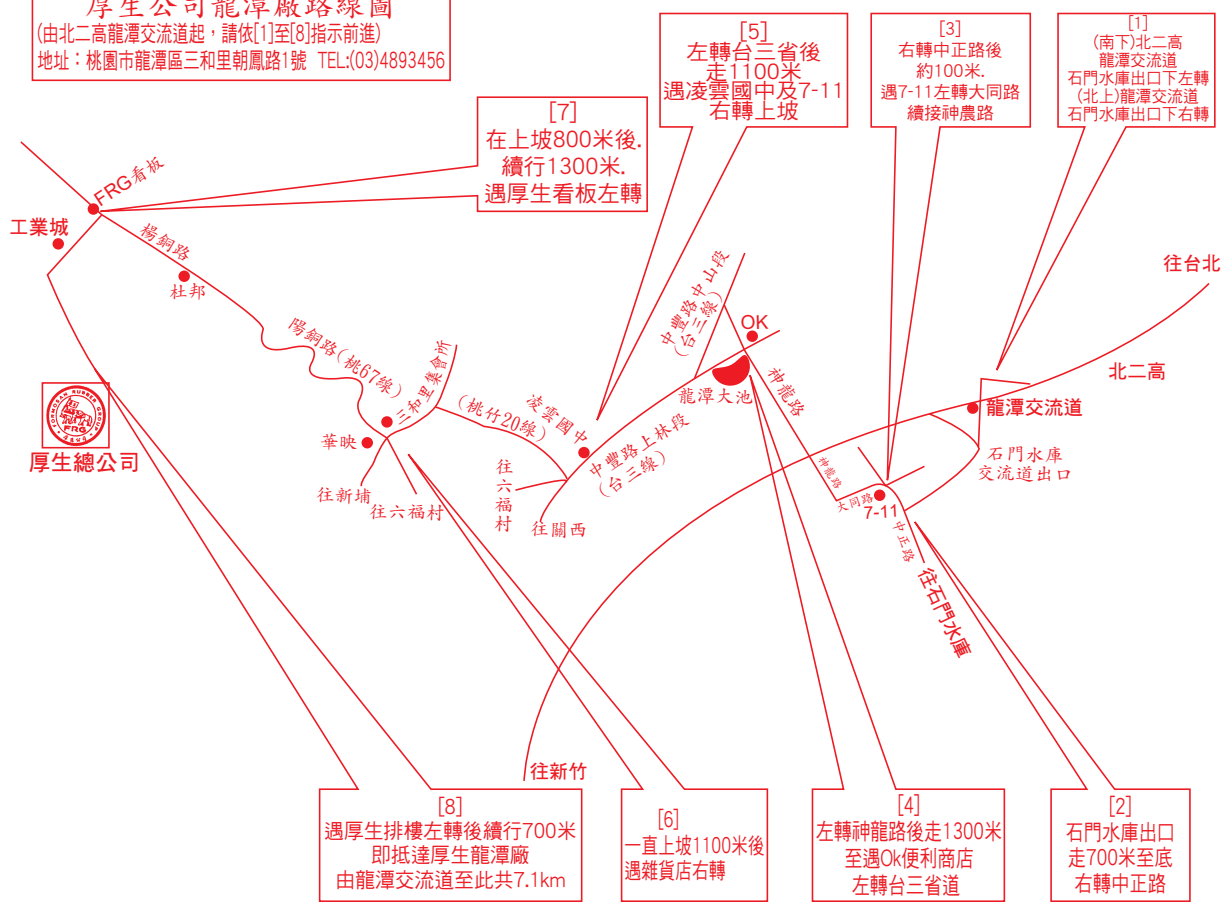 厚生公司龍潭廠路線圖
(由北二高龍潭交流道起，請依[1]至[8]指示前進)
地址：桃園市龍潭區三和里朝鳳路1號 TEL:(03)4893456
[7]
在上坡800米後.
續行1300米.
遇厚生看板左轉
[5]
左轉台三省後
走1100米
遇凌雲國中及7-11
右轉上坡
[3]
右轉中正路後
約100米.
遇7-11左轉大同路
續接神農路
[1]
(南下)北二高
龍潭交流道
石門水庫出口下左轉
(北上)龍潭交流道
石門水庫出口下右轉
FRG看板
工業城
楊銅路
杜邦
陽銅路(桃67線)
三和里集會所
華映
往新埔
往六福村
(桃竹20線)
凌雲國中
往六福村
往關西
中豐路上林段
(台三線)
中豐路中山段
(台三線)
OK
龍潭大池
神龍路
神龍路
大同路
7-11
中正路
往石門水庫
石門水庫
交流道出口
龍潭交流道
北二高
往台北
往新竹
FRG
厚生總公司
[8]
遇厚生排樓左轉後續行700米
即抵達厚生龍潭廠
由龍潭交流道至此共7.1km
[6]
一直上坡1100米後
遇雜貨店右轉
[4]
左轉神龍路後走1300米
至遇Ok便利商店
左轉台三省道
[2]
石門水庫出口
走700米至底
右轉中正路